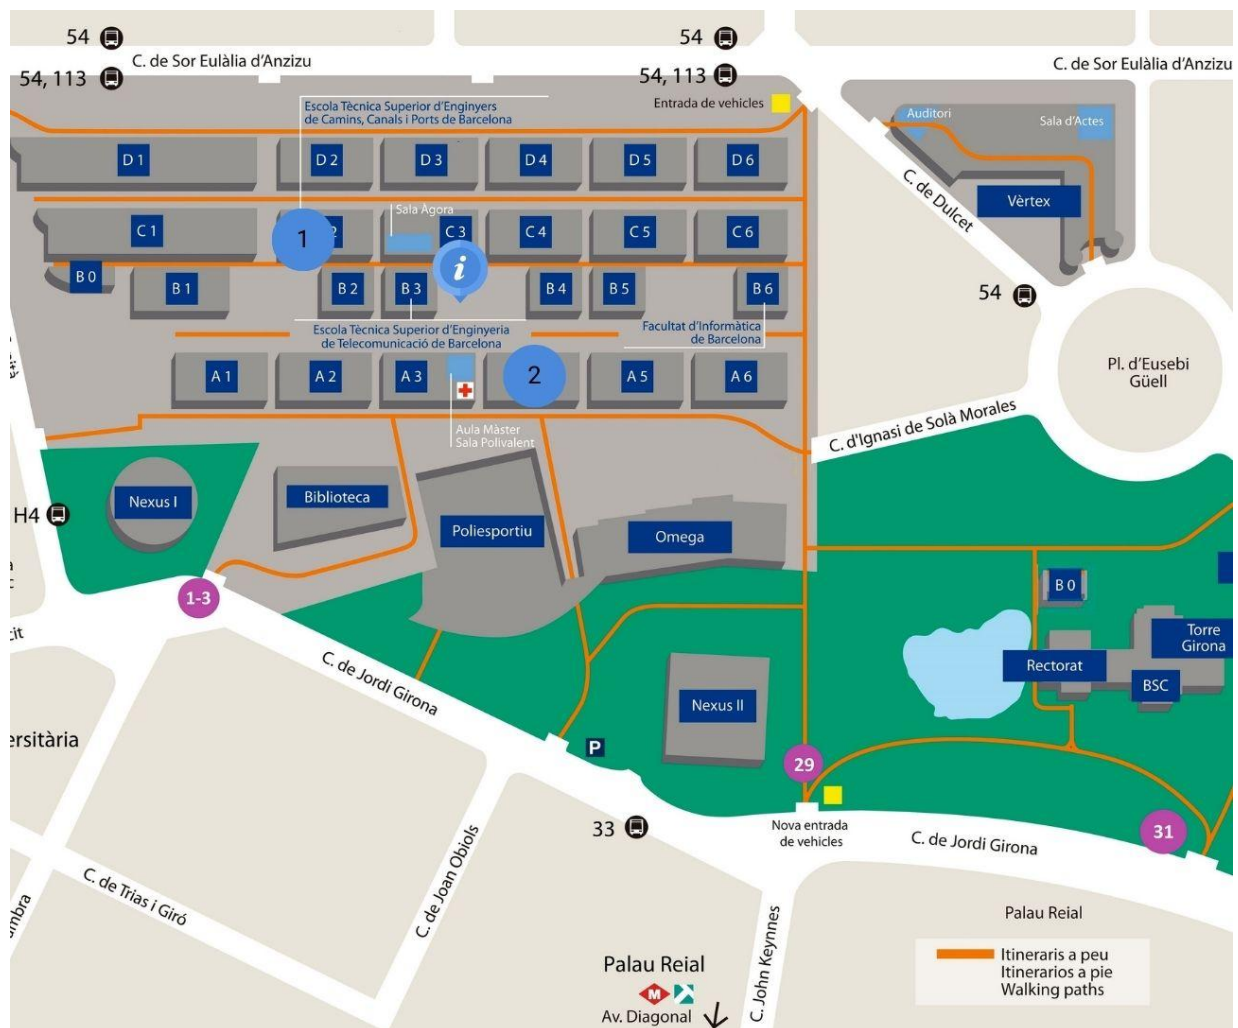 54
54
54, 113
C. de Sor Eulàlia d'Anzizu
54, 113
C. de Sor Eulàlia d'Anzizu
Escola Tècnica Superior d'Enginyers
de Camins, Canals i Ports de Barcelona
Entrada de vehicles
Auditori
Sala d'Actes
D 1
D 2
D 3
D 4
D 5
D 6
C. de Dulcet
Vèrtex
Sala Àgora
C 1
1
2
C 3
C 4
C 5
C 6
i
B 0
B 1
B 2
B 3
B 4
B 5
B 6
54
Escola Tècnica Superior d'Enginyeria
de Telecomunicació de Barcelona
Facultat d'Informàtica
de Barcelona
A 1
A 2
A 3
2
A 5
A 6
Pl. d'Eusebi
Güell
Aula Màster
Sala Polivalent
C. d'Ignasi de Solà Morales
Nexus I
Biblioteca
H4
Poliesportiu
Omega
1-3
B 0
cit
Torre
Girona
Rectorat
BSC
C. de Jordi Girona
Nexus II
ersitària
P
29
33
Nova entrada
de vehicles
C. de Jordi Girona
31
C. de Joan Obiols
C. de Trias i Giró
ambra
C. John Keynnes
Palau Reial
Palau Reial
M
Av. Diagonal
Itineraris a peu
Itinerarios a pie
Walking paths